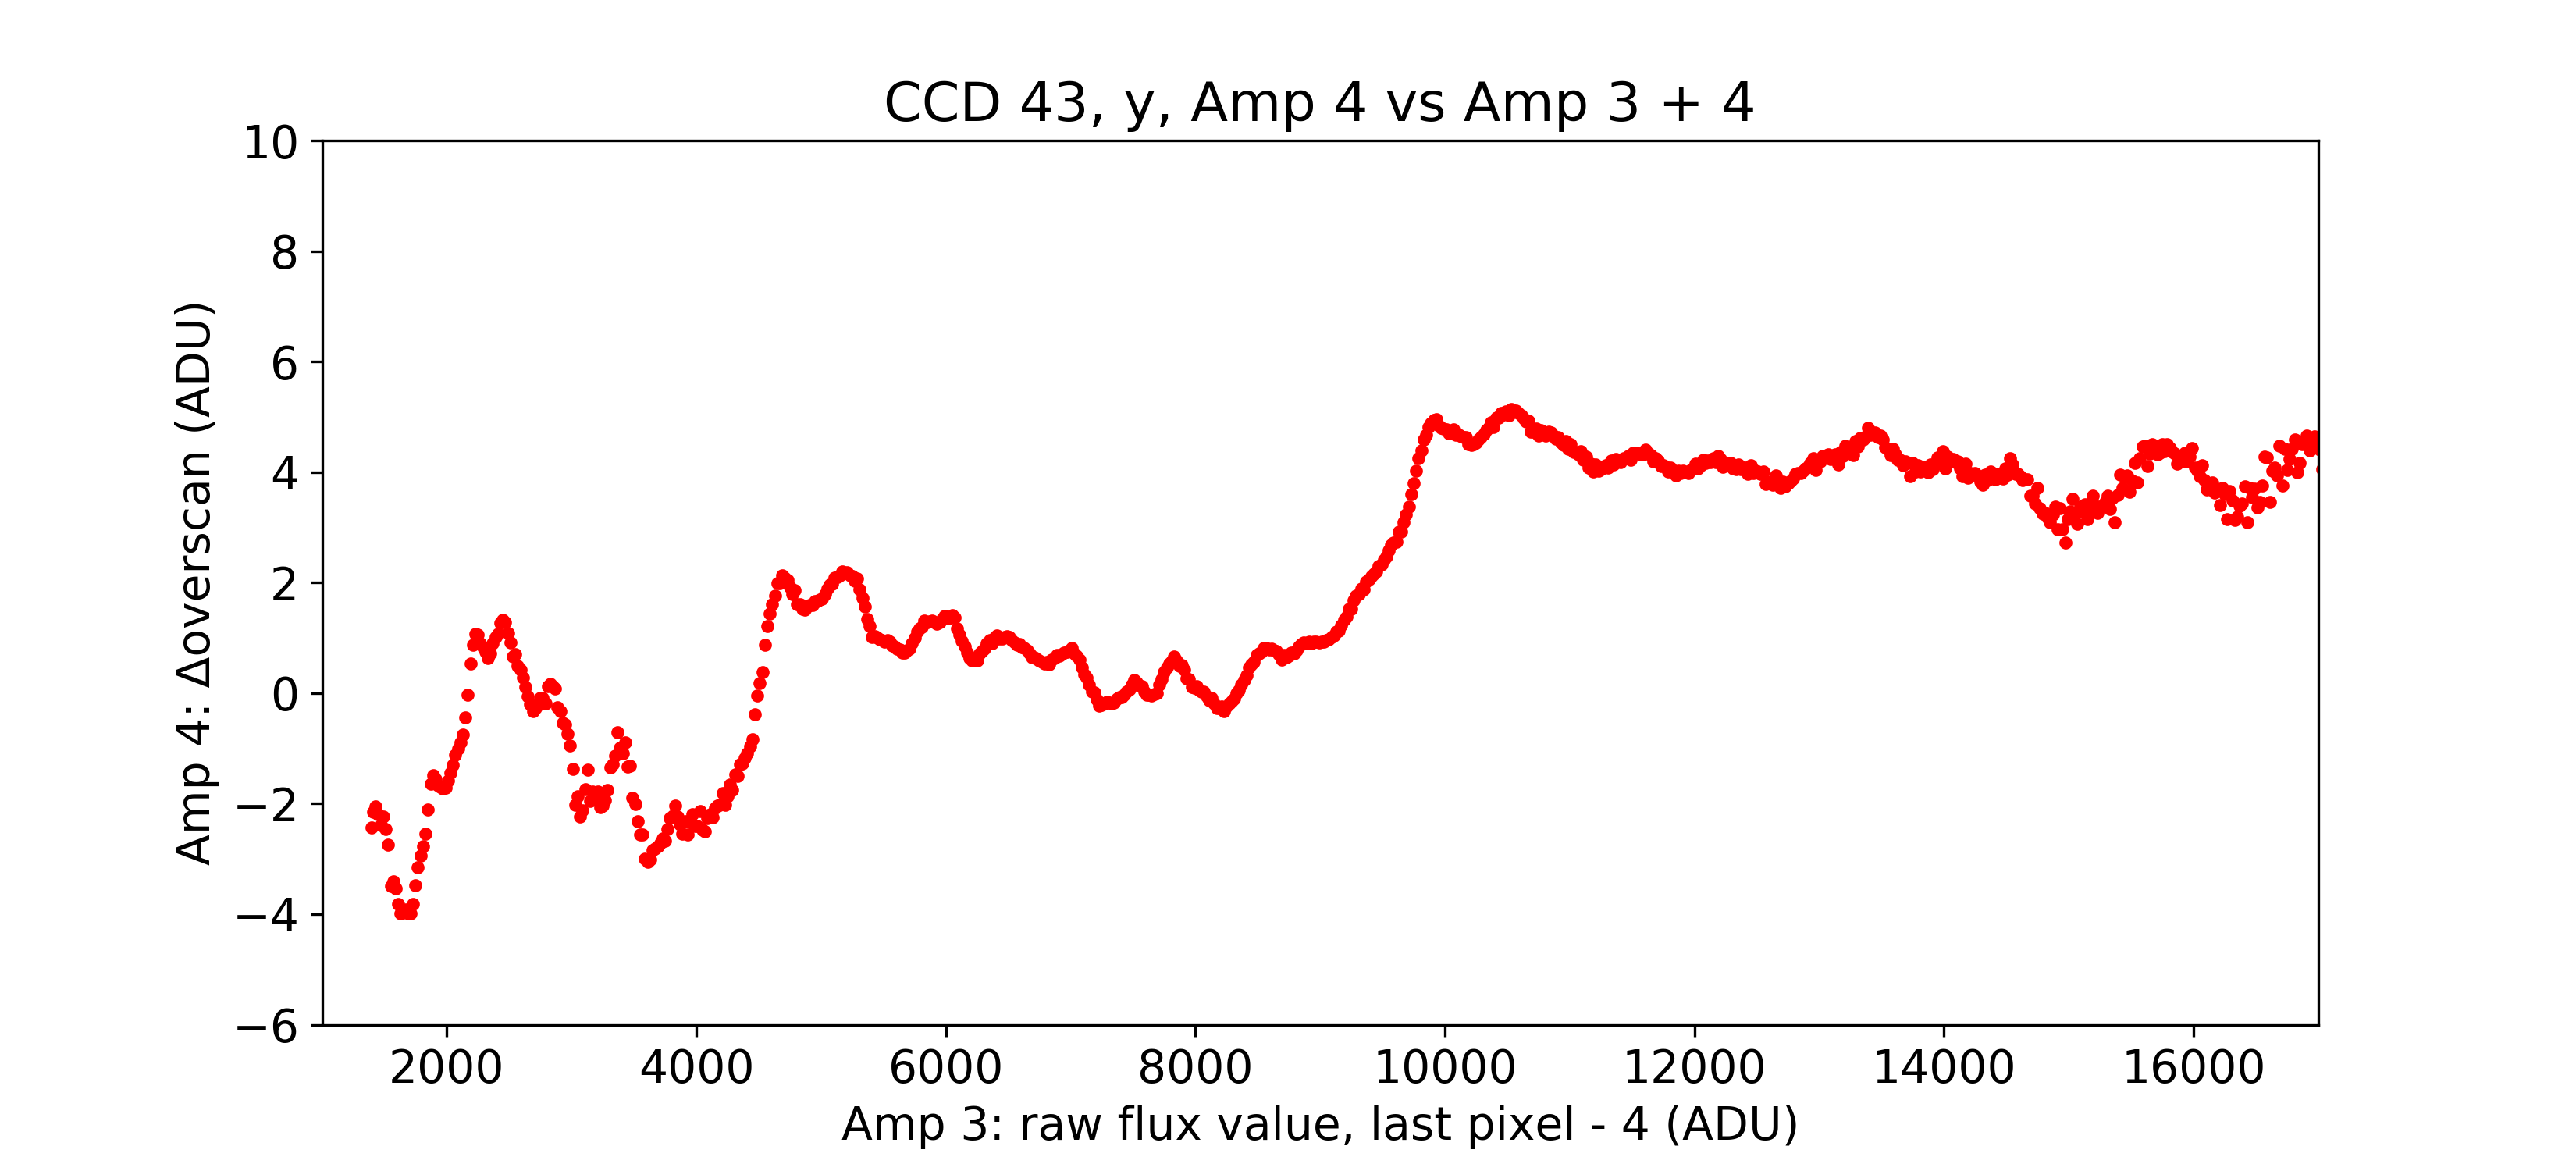 CCD 43, y, Amp 4 vs Amp 3 + 4
10
8
6
4
2
0
−2
−4
−6
Amp 4: Δoverscan (ADU)
2000 4000 6000 8000 10000 12000 14000 16000
Amp 3: raw flux value, last pixel - 4 (ADU)